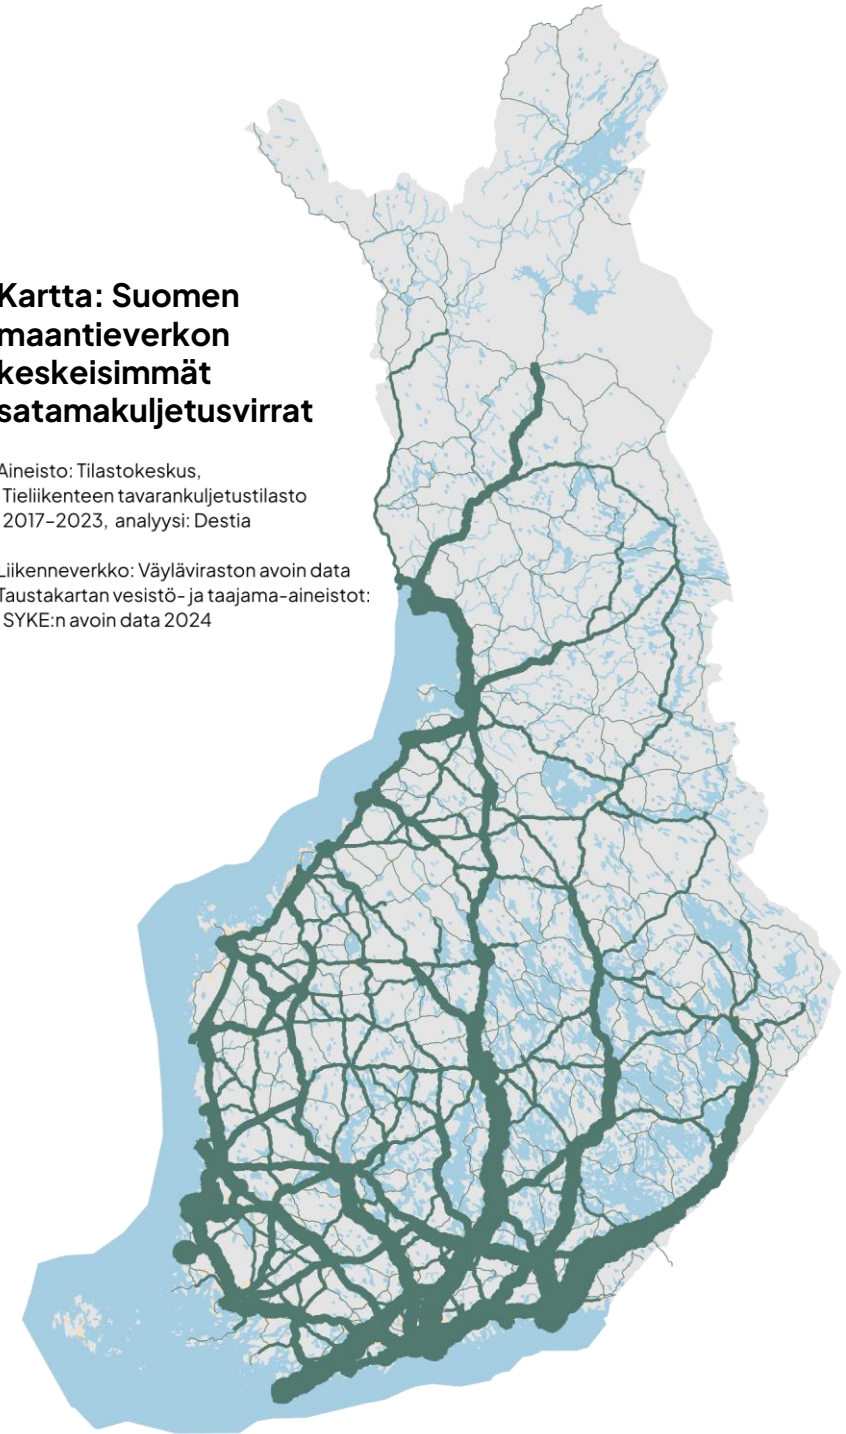 Kartta: Suomen
maantieverkon
keskeisimmät
satamakuljetusvirrat
Aineisto: Tilastokeskus,
Tieliikenteen tavarankuljetustilasto
2017–2023, analyysi: Destia
Liikenneverkko: Väyläviraston avoin data
Taustakartan vesistö- ja taajama-aineistot:
SYKE:n avoin data 2024